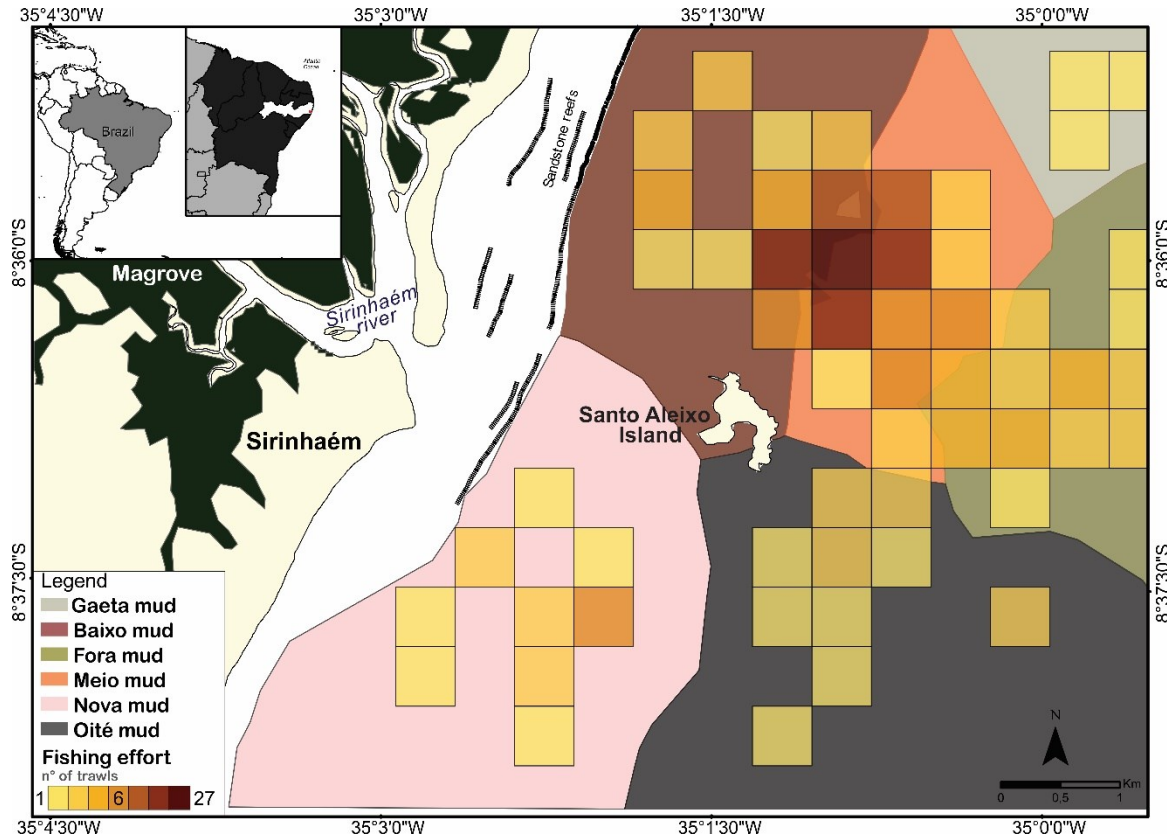 35°4'30"W
35°3'0"W
35°1'30"W
35°0'0"W
Brazil
Sandstone reefs
8°36'0"S
8°36'0"S
Magrove
Sirinhaém
river
Santo Aleixo
Island
Sirinhaém
8°37'30"S
8°37'30"S
Legend
Gaeta mud
Baixo mud
Fora mud
Meio mud
Nova mud
Oité mud
Fishing effort
n° of trawls
1 6 27
N
Km
0 0,5 1
35°4'30"W
35°3'0"W
35°1'30"W
35°0'0"W